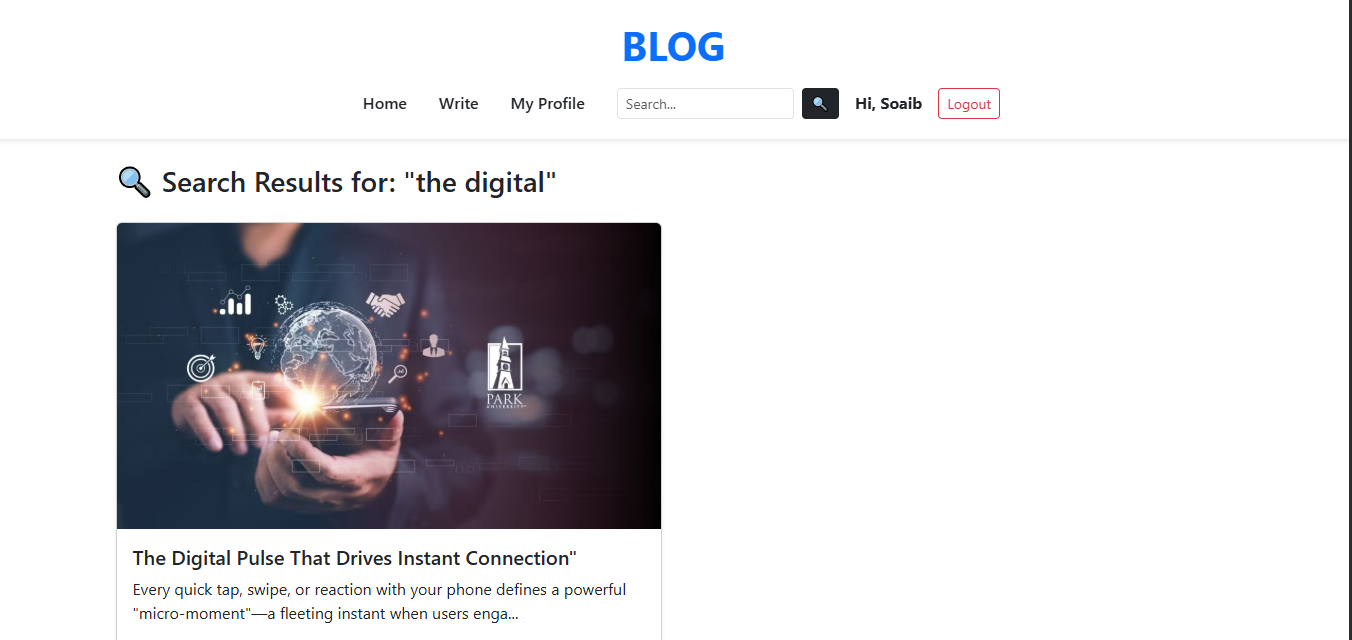 BLOG
Home Write My Profile Search... Hi, Soaib Logout
Search Results for: "the digital"
PARK
UNIVERSITY
The Digital Pulse That Drives Instant Connection"
Every quick tap, swipe, or reaction with your phone defines a powerful
"micro-moment"—a fleeting instant when users enga...